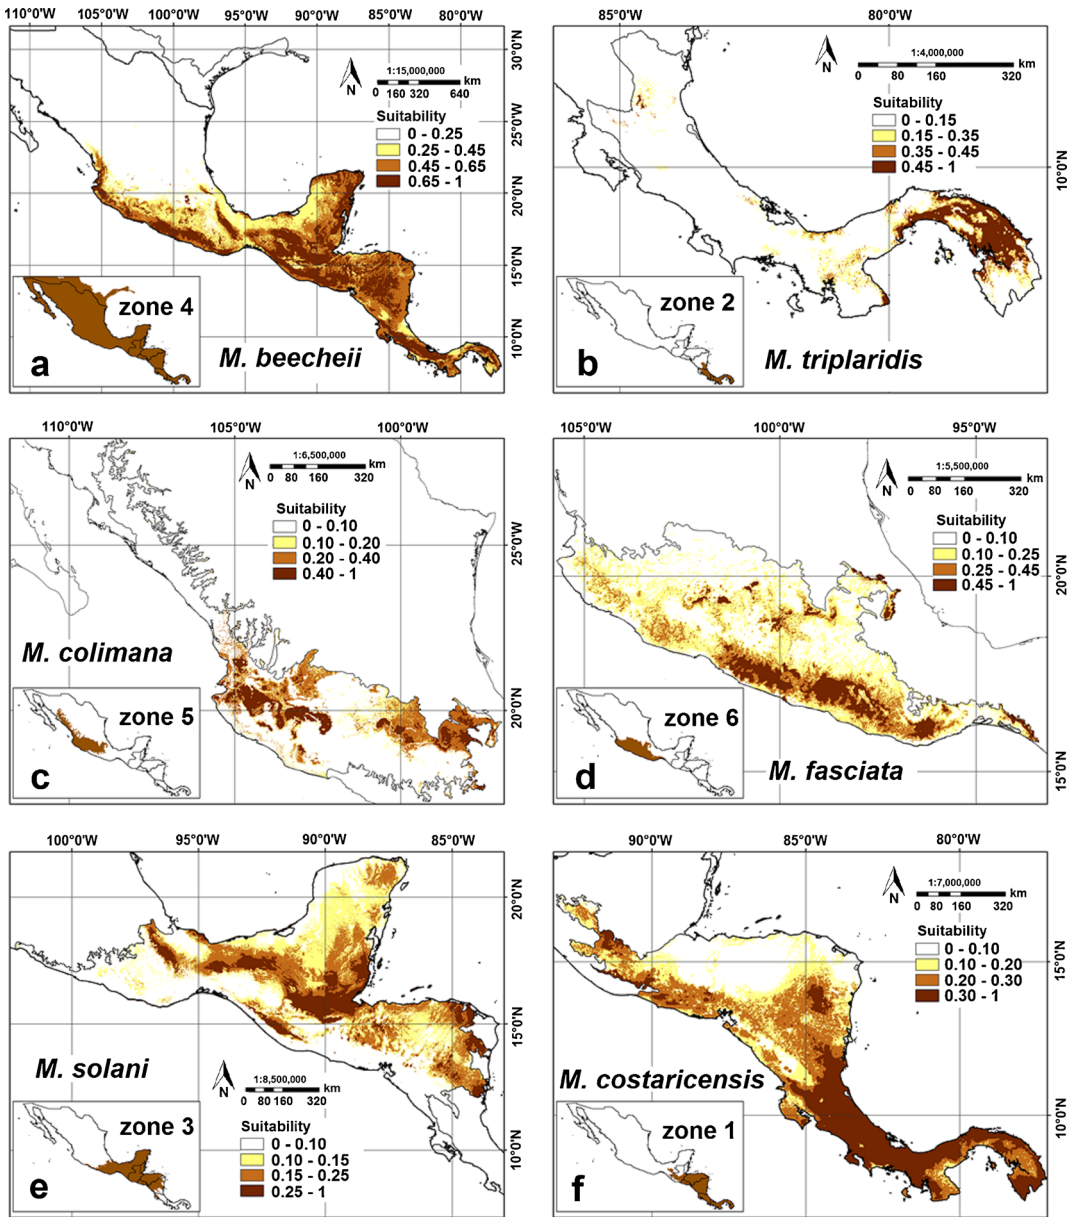 110°0'W 105°0'W 100°0'W 95°0'W 90°0'W 85°0'W 80°0'W
30°0'N
25°0'N
20°0'N
15°0'N
10°0'N
1:15,000,000
km
0 160 320 640
N
Suitability
0 - 0.25
0.25 - 0.45
0.45 - 0.65
0.65 - 1
zone 4
a
M. beecheii
85°0'W 80°0'W
10°0'N
1:4,000,000
km
0 80 160 320
N
Suitability
0 - 0.15
0.15 - 0.35
0.35 - 0.45
0.45 - 1
zone 2
b
M. triplaridis
110°0'W 105°0'W 100°0'W
25°0'N
20°0'N
1:6,500,000
km
0 80 160 320
N
Suitability
0 - 0.10
0.10 - 0.20
0.20 - 0.40
0.40 - 1
M. colimana
zone 5
c
105°0'W 100°0'W 95°0'W
20°0'N
15°0'N
1:5,500,000
km
0 80 160 320
N
Suitability
0 - 0.10
0.10 - 0.25
0.25 - 0.45
0.45 - 1
zone 6
d
M. fasciata
100°0'W 95°0'W 90°0'W 85°0'W
20°0'N
15°0'N
10°0'N
M. solani
1:8,500,000
km
0 80 160 320
N
Suitability
0 - 0.10
0.10 - 0.15
0.15 - 0.25
0.25 - 1
zone 3
e
90°0'W 85°0'W 80°0'W
15°0'N
10°0'N
1:7,000,000
km
0 80 160 320
N
Suitability
0 - 0.10
0.10 - 0.20
0.20 - 0.30
0.30 - 1
M. costaricensis
zone 1
f